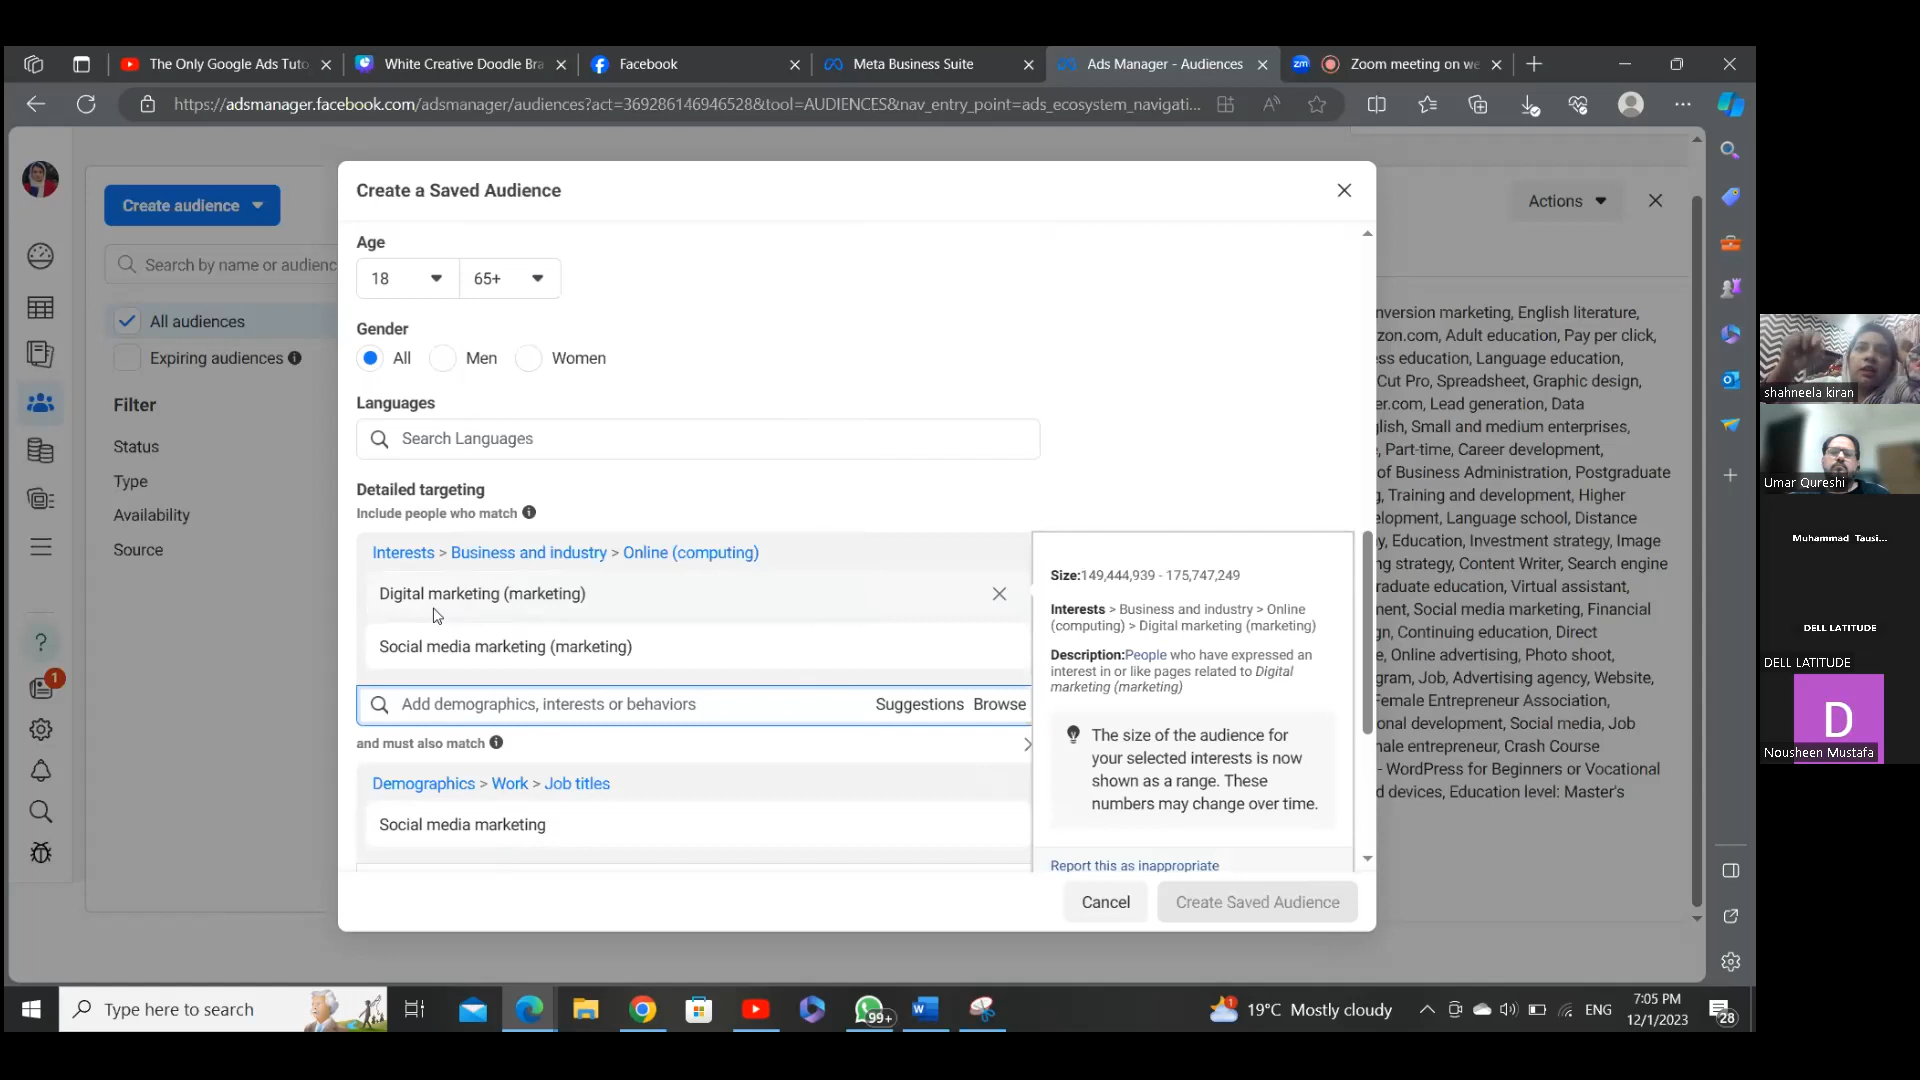 The Only Google Ads Tuto
White Creative Doodle Bra
Facebook
Meta Business Suite
Ads Manager - Audiences
zm
Zoom meeting on we
https://adsmanager.facebook.com/adsmanager/audiences?act=369286146946528&tool=AUDIENCES&nav_entry_point=ads_ecosystem_navigati...
Create audience
Search by name or audienc
All audiences
Expiring audiences
Filter
Status
Type
Availability
Source
?
1
Create a Saved Audience
Age
18
65+
Gender
All
Men
Women
Languages
Search Languages
Detailed targeting
Include people who match
Interests > Business and industry > Online (computing)
Digital marketing (marketing)
Social media marketing (marketing)
Add demographics, interests or behaviors
Suggestions
Browse
and must also match
Demographics > Work > Job titles
Social media marketing
Size:149,444,939 - 175,747,249
Interests > Business and industry > Online
(computing) > Digital marketing (marketing)
Description:People who have expressed an
interest in or like pages related to Digital
marketing (marketing)
The size of the audience for
your selected interests is now
shown as a range. These
numbers may change over time.
Report this as inappropriate
Cancel
Create Saved Audience
Actions
nversion marketing, English literature,
zon.com, Adult education, Pay per click,
ss education, Language education,
Cut Pro, Spreadsheet, Graphic design,
er.com, Lead generation, Data
glish, Small and medium enterprises,
, Part-time, Career development,
of Business Administration, Postgraduate
g, Training and development, Higher
elopment, Language school, Distance
y, Education, Investment strategy, Image
ng strategy, Content Writer, Search engine
raduate education, Virtual assistant,
ment, Social media marketing, Financial
gn, Continuing education, Direct
e, Online advertising, Photo shoot,
gram, Job, Advertising agency, Website,
Female Entrepreneur Association,
onal development, Social media, Job
nale entrepreneur, Crash Course
- WordPress for Beginners or Vocational
d devices, Education level: Master's
shahneela kiran
Umar Qureshi
Muhammad Tausi...
DELL LATITUDE
DELL LATITUDE
D
Nousheen Mustafa
Type here to search
99+
19°C Mostly cloudy
ENG
7:05 PM
12/1/2023
28